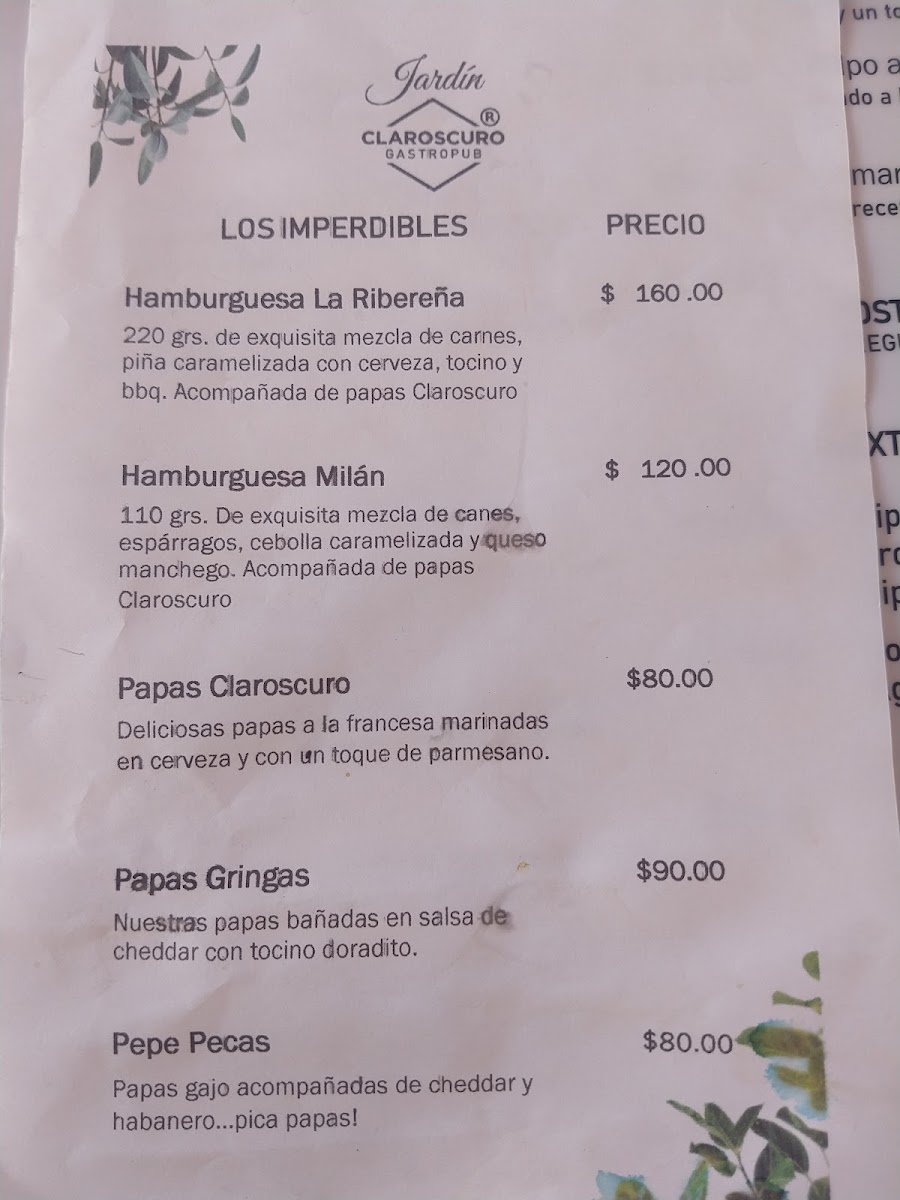 Jardín
®
CLAROSCURO
GASTROPUB
LOS IMPERDIBLES PRECIO
Hamburguesa La Ribereña $ 160 .00
220 grs. de exquisita mezcla de carnes,
piña caramelizada con cerveza, tocino y
bbq. Acompañada de papas Claroscuro
Hamburguesa Milán $ 120 .00
110 grs. De exquisita mezcla de canes,
espárragos, cebolla caramelizada y queso
manchego. Acompañada de papas
Claroscuro
Papas Claroscuro $80.00
Deliciosas papas a la francesa marinadas
en cerveza y con un toque de parmesano.
Papas Gringas $90.00
Nuestras papas bañadas en salsa de
cheddar con tocino doradito.
Pepe Pecas $80.00
Papas gajo acompañadas de cheddar y
habanero...pica papas!